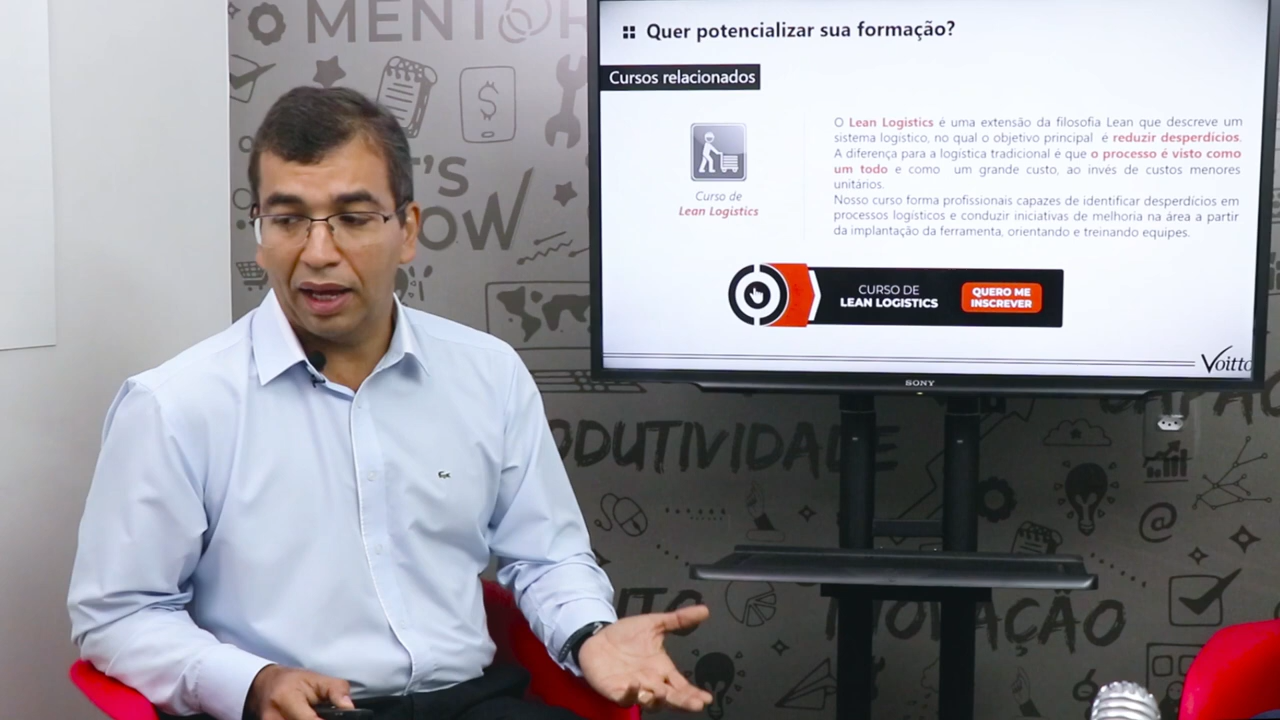 MENTOR
Quer potencializar sua formação?
Cursos relacionados
O Lean Logistics é uma extensão da filosofia Lean que descreve um
sistema logístico, no qual o objetivo principal é reduzir desperdícios.
A diferença para a logística tradicional é que o processo é visto como
um todo e como um grande custo, ao invés de custos menores
unitários.
Nosso curso forma profissionais capazes de identificar desperdícios em
processos logísticos e conduzir iniciativas de melhoria na área a partir
da implantação da ferramenta, orientando e treinando equipes.
Curso de
Lean Logistics
CURSO DE
LEAN LOGISTICS
QUERO ME
INSCREVER
Voitto
SONY
ODUTIVIDADE
INOVAÇÃO